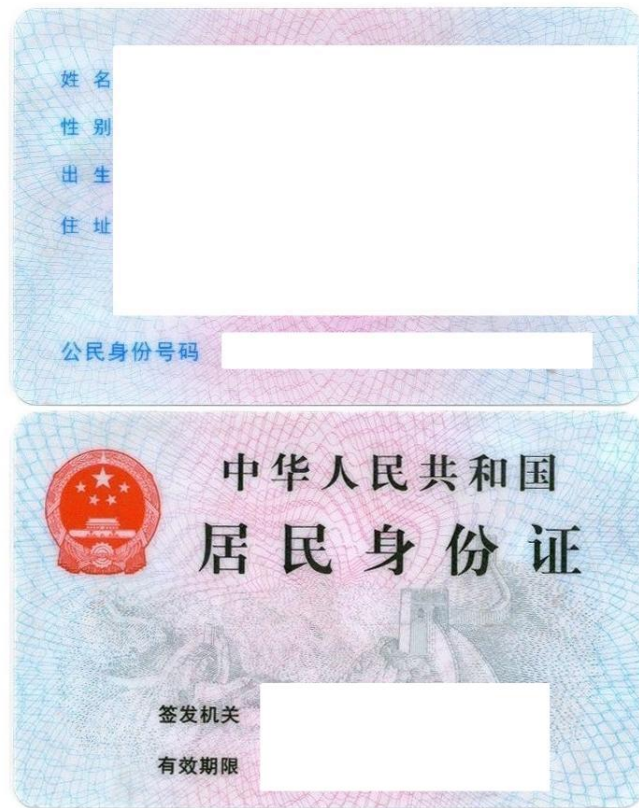 姓名
性别
出生
住址
公民身份号码
中华人民共和国
居民身份证
签发机关
有效期限